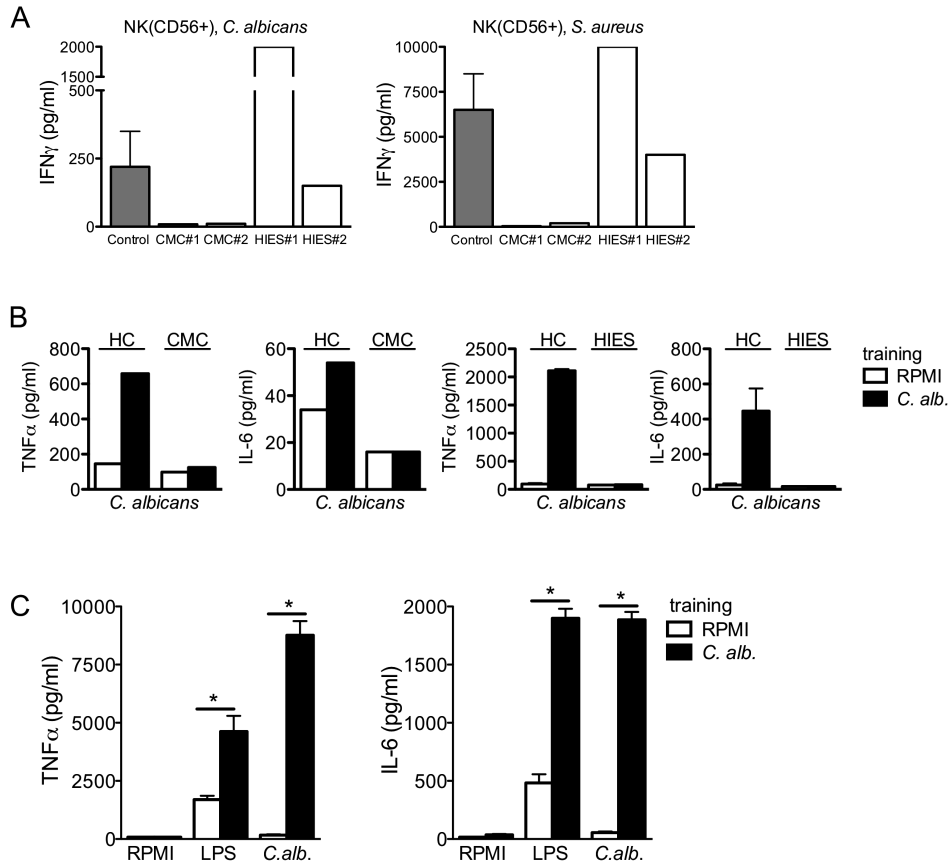 A
NK(CD56+), C. albicans
NK(CD56+), S. aureus
IFNγ (pg/ml)
2000
1500
500
250
0
Control CMC#1 CMC#2 HIES#1 HIES#2
IFNγ (pg/ml)
10000
7500
5000
2500
0
Control CMC#1 CMC#2 HIES#1 HIES#2
B
HC CMC
TNFα (pg/ml)
800
600
400
200
0
C. albicans
HC CMC
IL-6 (pg/ml)
60
40
20
0
C. albicans
HC HIES
TNFα (pg/ml)
2500
2000
1500
1000
500
0
C. albicans
HC HIES
IL-6 (pg/ml)
800
600
400
200
0
C. albicans
training
RPMI
C. alb.
C
TNFα (pg/ml)
10000
7500
5000
2500
0
*
*
RPMI LPS C.alb.
IL-6 (pg/ml)
2000
1500
1000
500
0
*
*
RPMI LPS C.alb.
training
RPMI
C. alb.